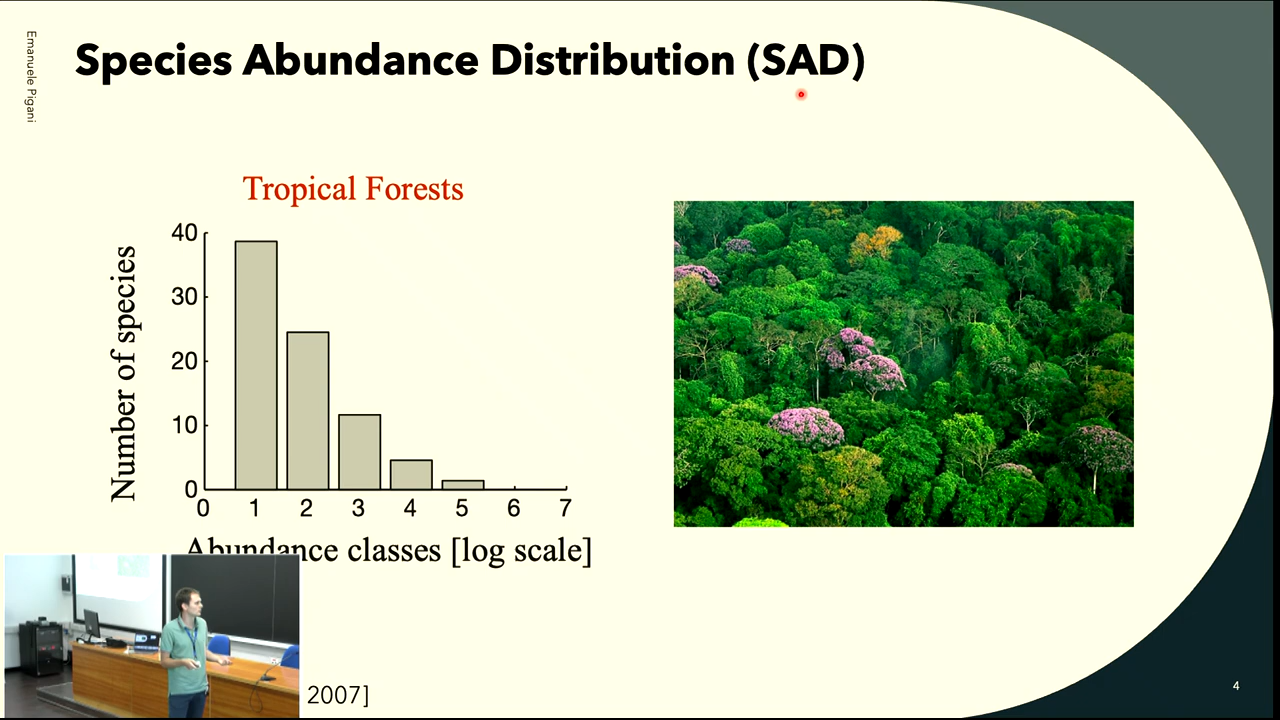 Emanuele Pigani
Species Abundance Distribution (SAD)
Tropical Forests
Number of species
40
30
20
10
0
0 1 2 3 4 5 6 7
Abundance classes [log scale]
2007]
4